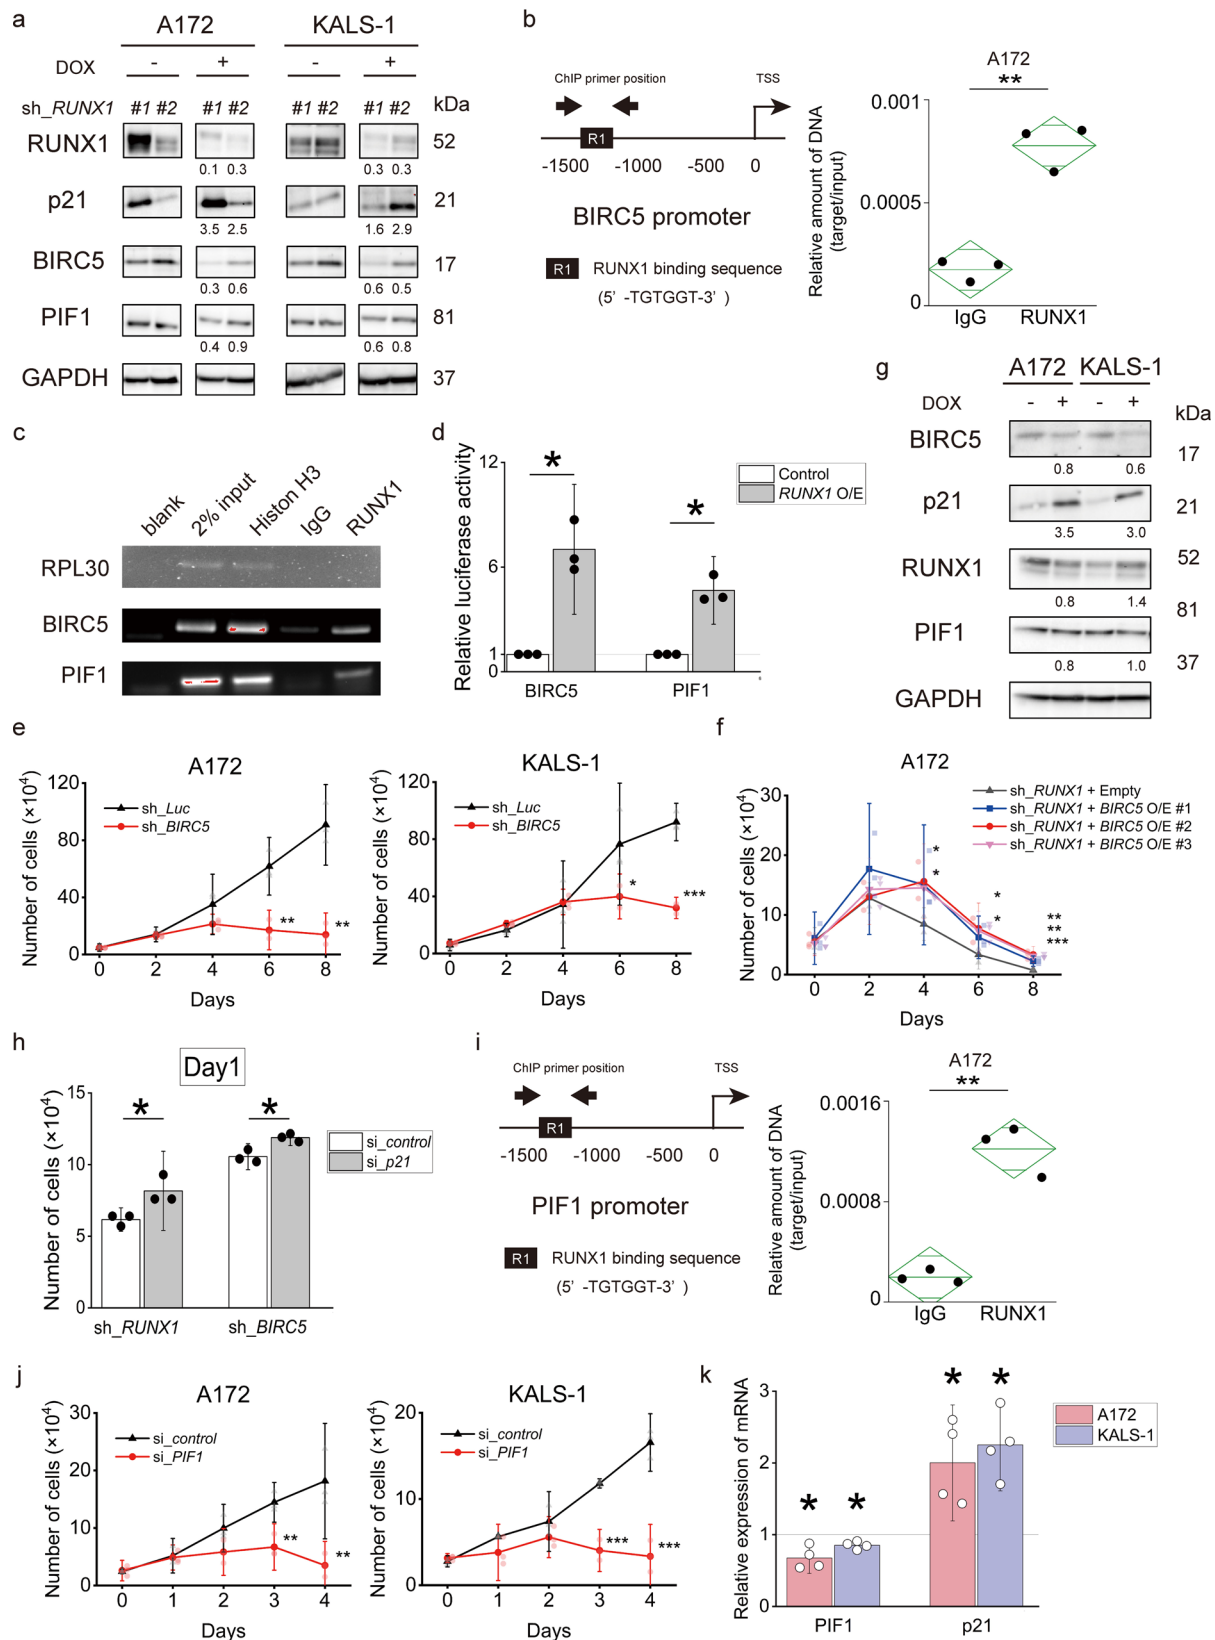 a
A172 KALS-1
DOX - + - +
sh_RUNX1 #1 #2 #1 #2 #1 #2 #1 #2 kDa
RUNX1 52
0.1 0.3 0.3 0.3
p21 21
3.5 2.5 1.6 2.9
BIRC5 17
0.3 0.6 0.6 0.5
PIF1 81
0.4 0.9 0.6 0.8
GAPDH 37
b
ChIP primer position TSS
R1
-1500 -1000 -500 0
BIRC5 promoter
R1 RUNX1 binding sequence
(5' -TGTGGT-3' )
A172
**
Relative amount of DNA
(target/input)
0.001
0.0005
0
IgG RUNX1
c
blank 2% input Histon H3 IgG RUNX1
RPL30
BIRC5
PIF1
d
Relative luciferase activity
12
6
1
0
* *
Control
RUNX1 O/E
BIRC5 PIF1
g
A172 KALS-1
DOX - + - + kDa
BIRC5 17
0.8 0.6
p21 21
3.5 3.0
RUNX1 52
0.8 1.4
81
PIF1
0.8 1.0
37
GAPDH
e
A172
Number of cells (×10⁴)
120
80
40
0
sh_Luc
sh_BIRC5
** **
0 2 4 6 8
Days
KALS-1
Number of cells (×10⁴)
120
80
40
0
sh_Luc
sh_BIRC5
* ***
0 2 4 6 8
Days
f
A172
Number of cells (×10⁴)
30
20
10
0
sh_RUNX1 + Empty
sh_RUNX1 + BIRC5 O/E #1
sh_RUNX1 + BIRC5 O/E #2
sh_RUNX1 + BIRC5 O/E #3
*
*
*
*
**
**
***
0 2 4 6 8
Days
h
Day1
Number of cells (×10⁴)
15
10
5
0
* *
si_control
si_p21
sh_RUNX1 sh_BIRC5
i
ChIP primer position TSS
R1
-1500 -1000 -500 0
PIF1 promoter
R1 RUNX1 binding sequence
(5' -TGTGGT-3' )
A172
**
Relative amount of DNA
(target/input)
0.0016
0.0008
0
IgG RUNX1
j
A172
Number of cells (×10⁴)
30
20
10
0
si_control
si_PIF1
** **
0 1 2 3 4
Days
KALS-1
Number of cells (×10⁴)
20
10
0
si_control
si_PIF1
*** ***
0 1 2 3 4
Days
k
Relative expression of mRNA
3
2
1
0
* * * *
A172
KALS-1
PIF1 p21